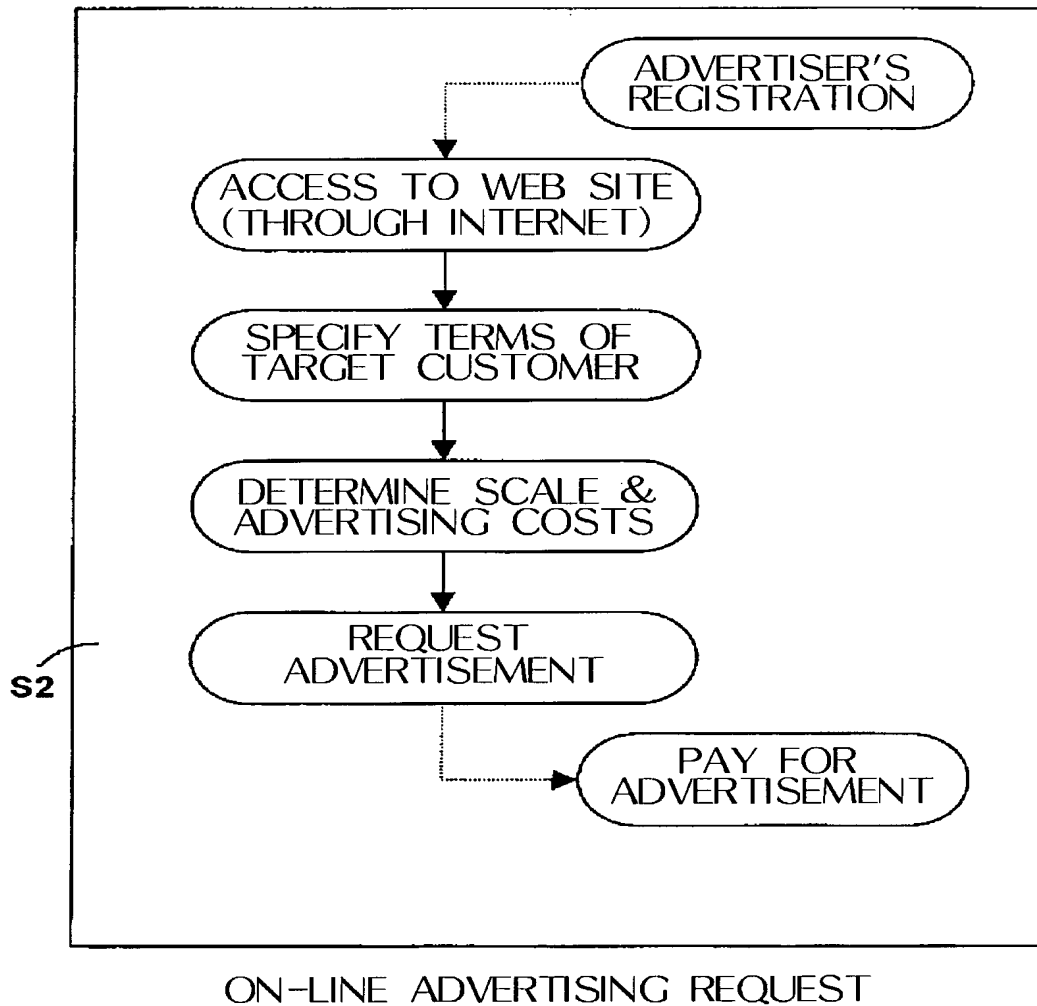 ADVERTISER'S
REGISTRATION
ACCESS TO WEB SITE
(THROUGH INTERNET)
SPECIFY TERMS OF
TARGET CUSTOMER
DETERMINE SCALE &
ADVERTISING COSTS
REQUEST
ADVERTISEMENT
S2
PAY FOR
ADVERTISEMENT
ON-LINE ADVERTISING REQUEST